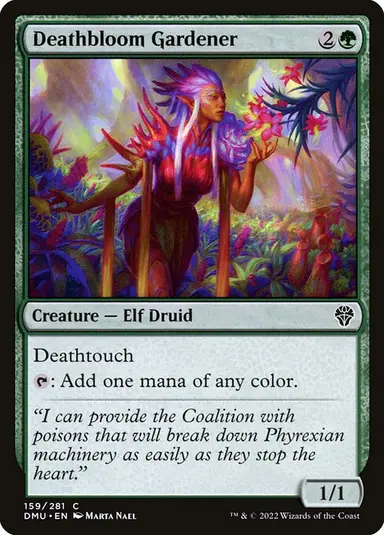 Deathbloom Gardener 2
Creature — Elf Druid
Deathtouch
: Add one mana of any color.
“I can provide the Coalition with
poisons that will break down Phyrexian
machinery as easily as they stop the
heart.”
1/1
159/281 C
DMU • EN Marta Nael
™ & © 2022 Wizards of the Coast